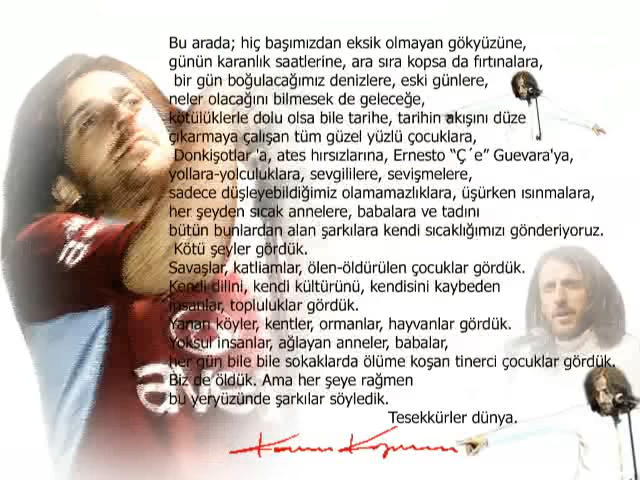 Bu arada; hiç başımızdan eksik olmayan gökyüzüne,
günün karanlık saatlerine, ara sıra kopsa da fırtınalara,
bir gün boğulacağımız denizlere, eski günlere,
neler olacağını bilmesek de geleceğe,
kötülüklerle dolu olsa bile tarihe, tarihin akışını düze
çıkarmaya çalışan tüm güzel yüzlü çocuklara,
Donkişotlar 'a, ates hırsızlarına, Ernesto “Ç´e” Guevara'ya,
yollara-yolculuklara, sevgililere, sevişmelere,
sadece düşleyebildiğimiz olamamazlıklara, üşürken ısınmalara,
her şeyden sıcak annelere, babalara ve tadını
bütün bunlardan alan şarkılara kendi sıcaklığımızı gönderiyoruz.
Kötü şeyler gördük.
Savaşlar, katliamlar, ölen-öldürülen çocuklar gördük.
Kendi dilini, kendi kültürünü, kendisini kaybeden
insanlar, topluluklar gördük.
Yanan köyler, kentler, ormanlar, hayvanlar gördük.
Yoksul insanlar, ağlayan anneler, babalar,
her gün bile bile sokaklarda ölüme koşan tinerci çocuklar gördük.
Biz de öldük. Ama her şeye rağmen
bu yeryüzünde şarkılar söyledik.
Tesekkürler dünya.